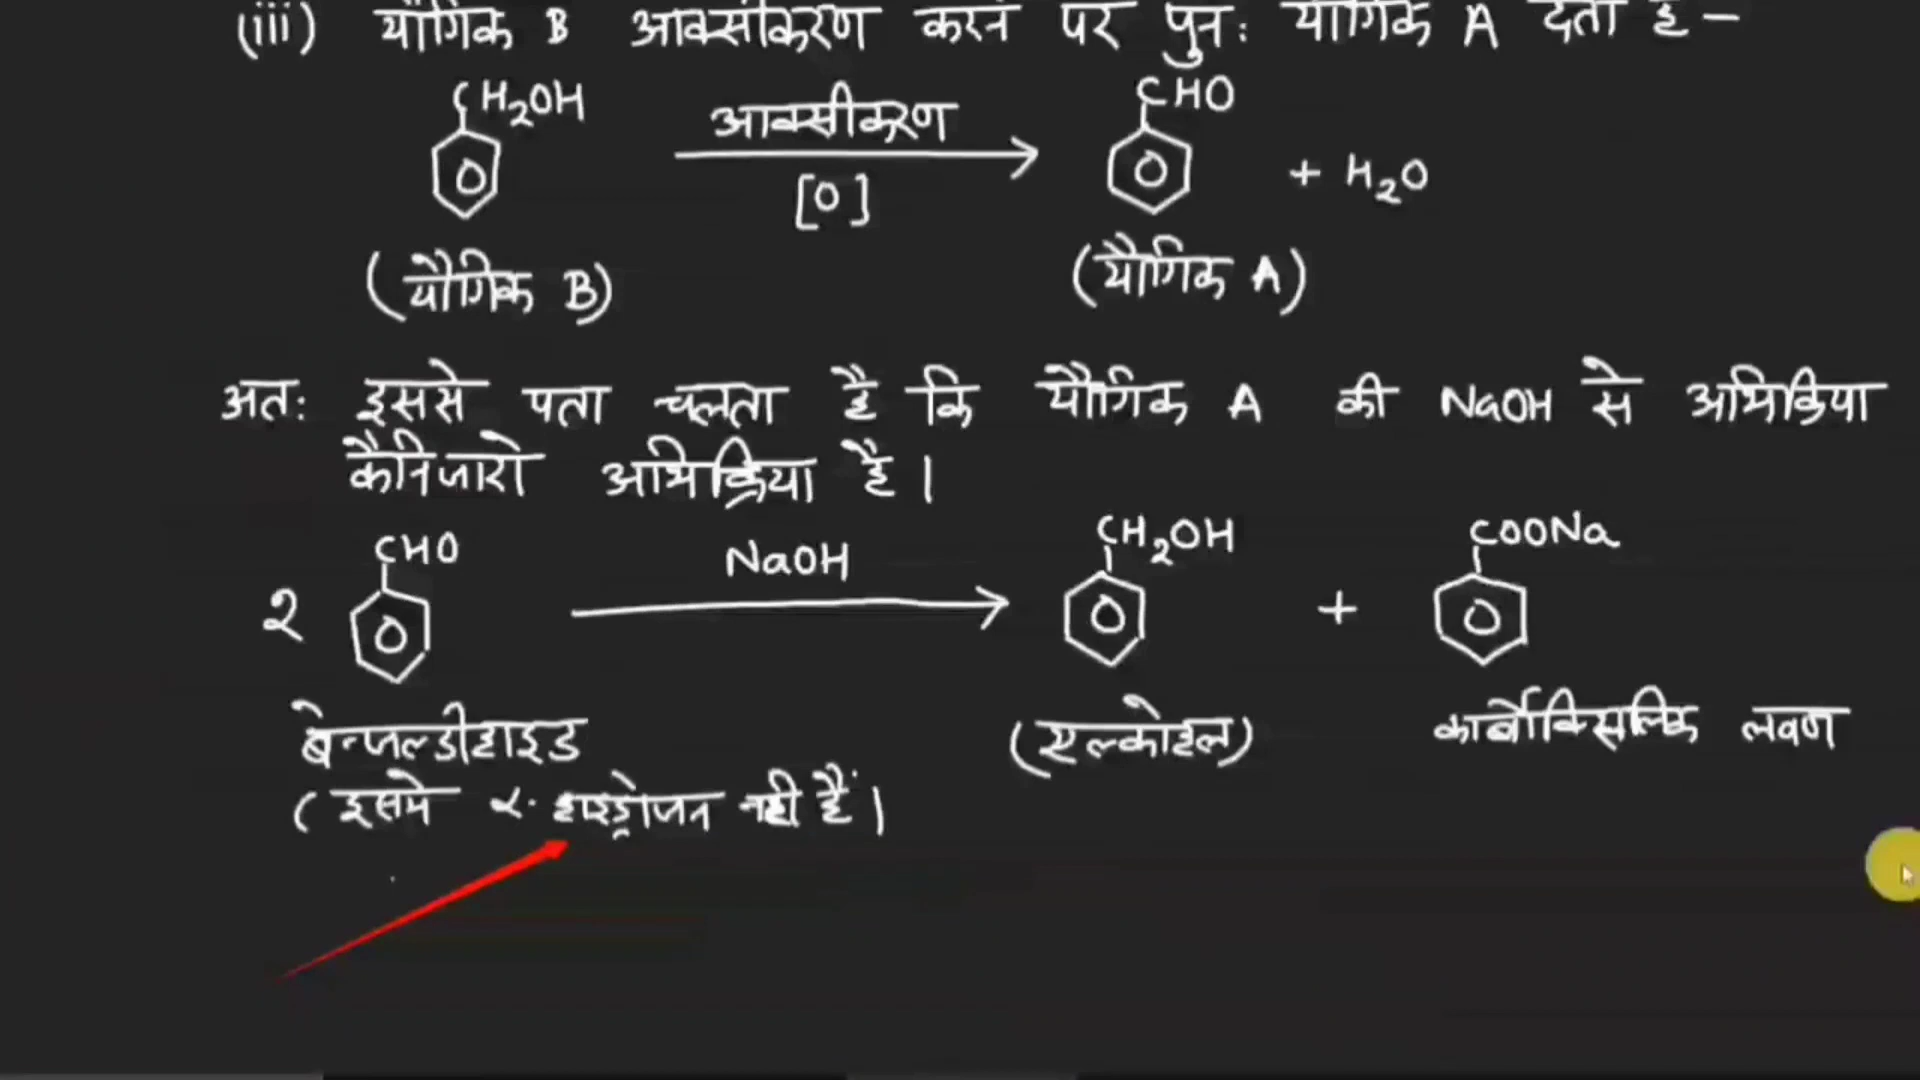 (iii) यौगिक B आक्सीकरण करने पर पुनः यौगिक A देता है –
CH₂OH आक्सीकरण CHO
[O] + H₂O
(यौगिक B) (यौगिक A)
अतः इससे पता चलता है कि यौगिक A की NaOH से अभिक्रिया
कैनिजारो अभिक्रिया है।
CHO NaOH CH₂OH COONa
2 +
बेन्जल्डीहाइड (एल्कोहल) कार्बोक्सिलिक लवण
(इसमे α- हाइड्रोजन नही है।